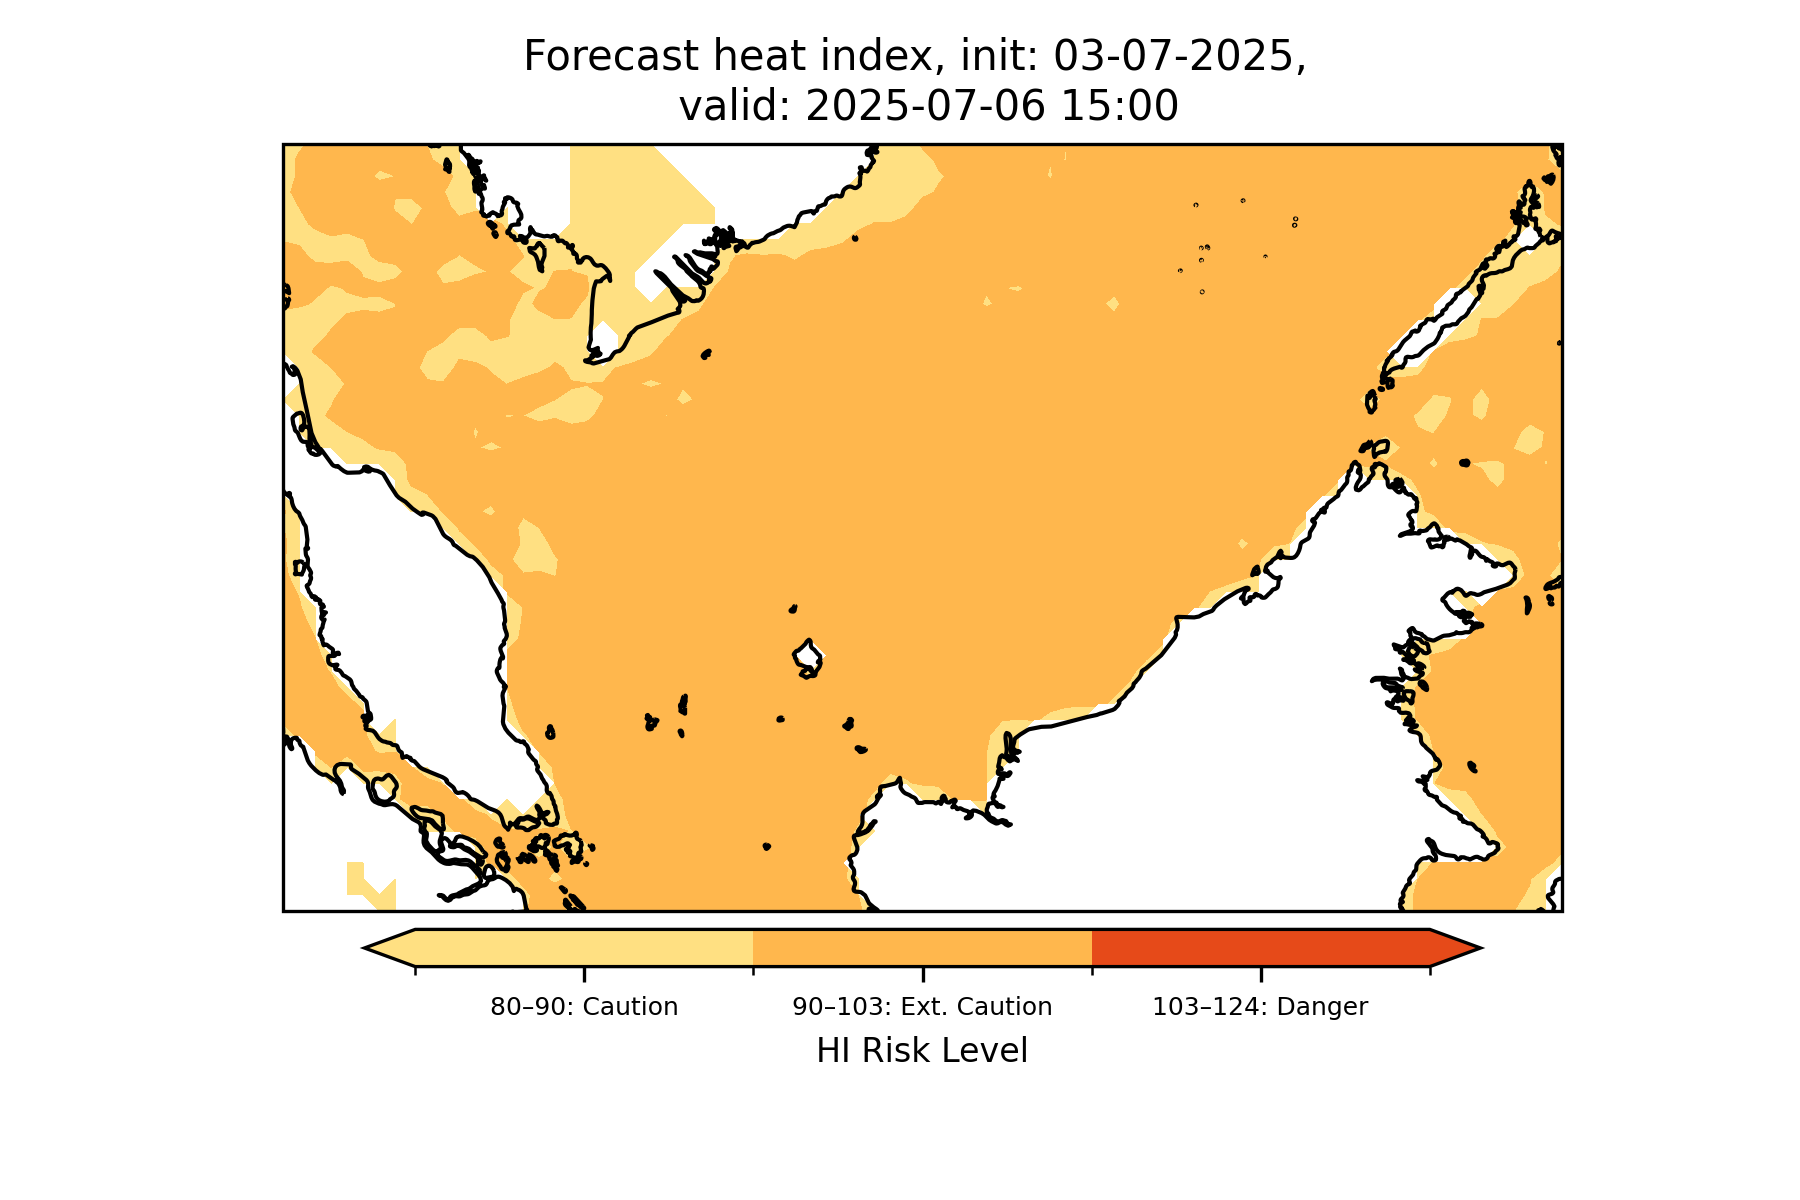 Forecast heat index, init: 03-07-2025,
valid: 2025-07-06 15:00
80–90: Caution
90–103: Ext. Caution
103–124: Danger
HI Risk Level